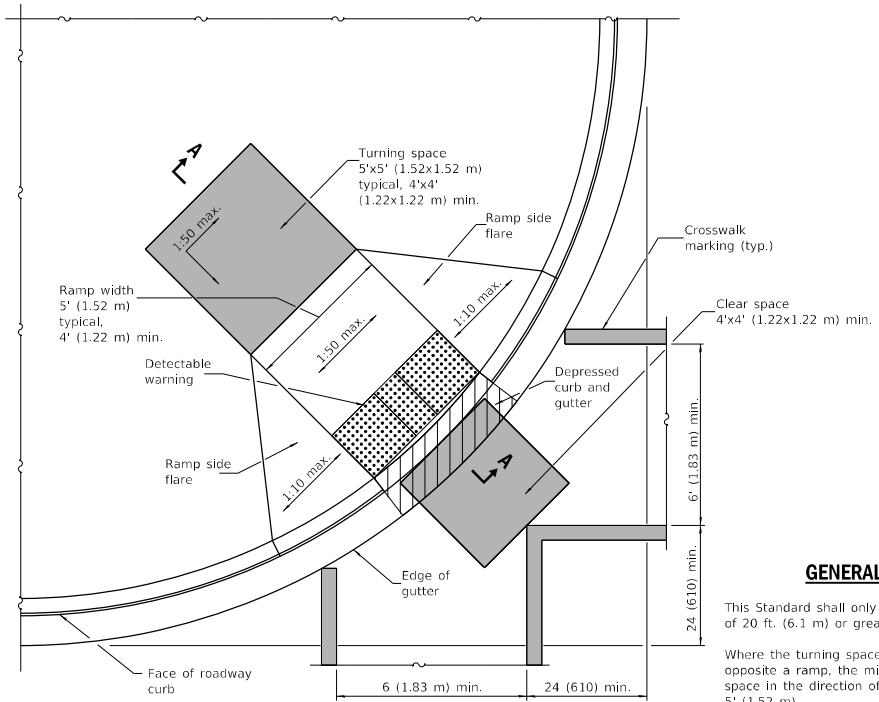 A
Turning space
5'x5' (1.52x1.52 m)
typical, 4'x4'
(1.22x1.22 m) min.
1:50 max.
Ramp side
flare
Crosswalk
marking (typ.)
Ramp width
5' (1.52 m)
typical,
4' (1.22 m) min.
1:10 max.
Clear space
4'x4' (1.22x1.22 m) min.
1:50 max.
Detectable
warning
Depressed
curb and
gutter
Ramp side
flare
A
1:10 max.
6' (1.83 m) min.
Edge of
gutter
24 (610) min.
GENERAL
This Standard shall only
of 20 ft. (6.1 m) or grea
Where the turning space
opposite a ramp, the mi
space in the direction of
5' (1.52 m)
Face of roadway
curb
6 (1.83 m) min.
24 (610) min.